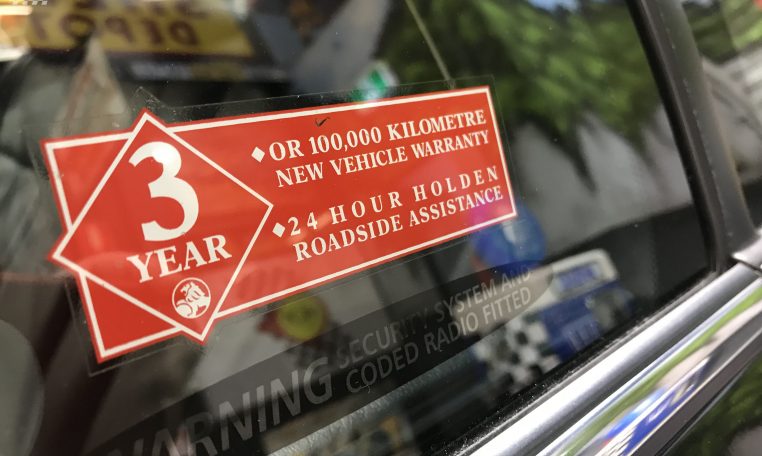 DEPOT
3
YEAR
OR 100,000 KILOMETRE
NEW VEHICLE WARRANTY
24 HOUR HOLDEN
ROADSIDE ASSISTANCE
WARNING
SECURITY SYSTEM AND
CODED RADIO FITTED